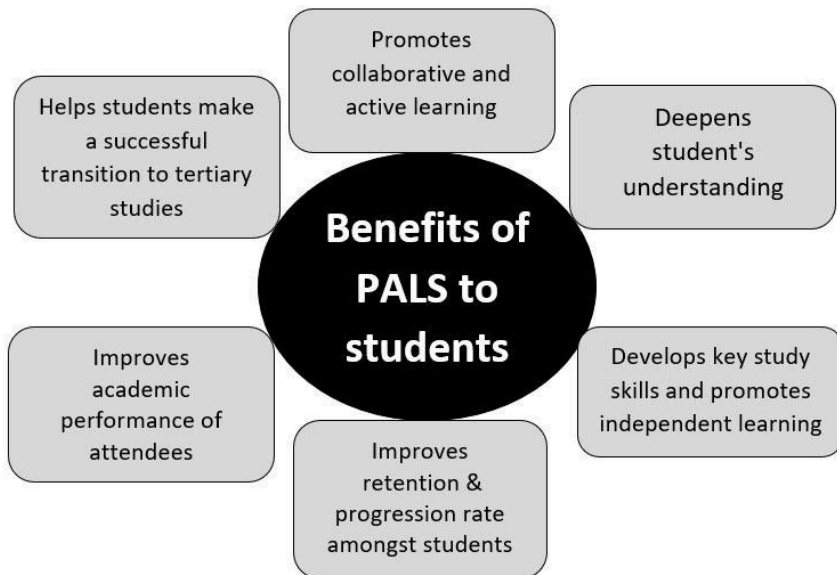 Benefits of
PALS to
students
Promotes
collaborative and
active learning
Deepens
student's
understanding
Develops key study
skills and promotes
independent learning
Improves
retention &
progression rate
amongst students
Improves
academic
performance of
attendees
Helps students make
a successful
transition to tertiary
studies